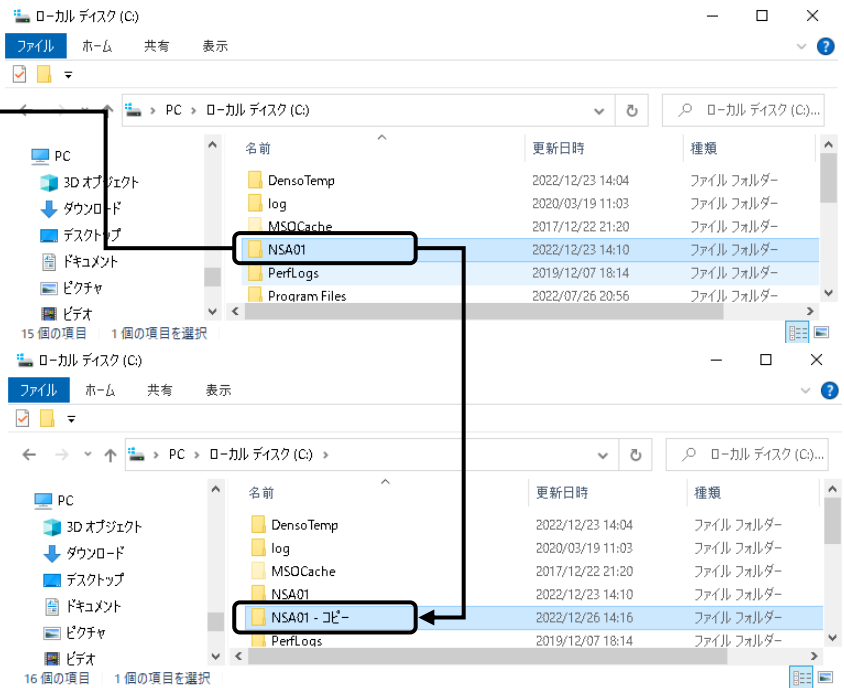 ローカル ディスク (C:)
ファイル ホーム 共有 表示
PC › ローカル ディスク (C:) ローカル ディスク (C:)...
名前 更新日時 種類
PC
3D オブジェクト
ダウンロード
デスクトップ
ドキュメント
ピクチャ
ビデオ
DensoTemp 2022/12/23 14:04 ファイル フォルダー
log 2020/03/19 11:03 ファイル フォルダー
MSOCache 2017/12/22 21:20 ファイル フォルダー
NSA01 2022/12/23 14:10 ファイル フォルダー
PerfLogs 2019/12/07 18:14 ファイル フォルダー
Program Files 2022/07/26 20:56 ファイル フォルダー
15 個の項目 1 個の項目を選択
ローカル ディスク (C:)
ファイル ホーム 共有 表示
PC › ローカル ディスク (C:) › ローカル ディスク (C:)...
名前 更新日時 種類
PC
3D オブジェクト
ダウンロード
デスクトップ
ドキュメント
ピクチャ
ビデオ
DensoTemp 2022/12/23 14:04 ファイル フォルダー
log 2020/03/19 11:03 ファイル フォルダー
MSOCache 2017/12/22 21:20 ファイル フォルダー
NSA01 2022/12/23 14:10 ファイル フォルダー
NSA01 - コピー 2022/12/26 14:16 ファイル フォルダー
PerfLogs 2019/12/07 18:14 ファイル フォルダー
16 個の項目 1 個の項目を選択